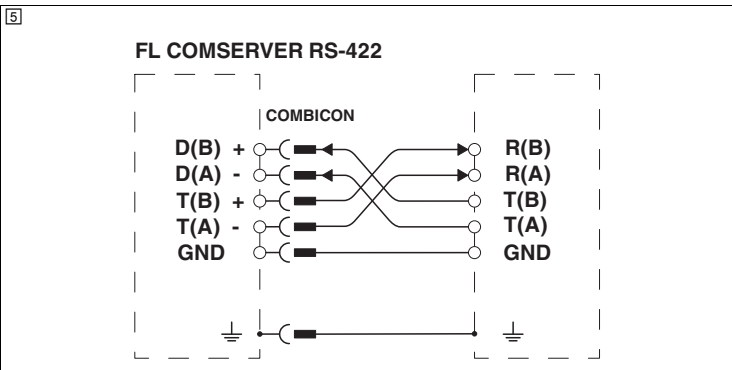 5
FL COMSERVER RS-422
COMBICON
D(B) + R(B)
D(A) - R(A)
T(B) + T(B)
T(A) - T(A)
GND GND